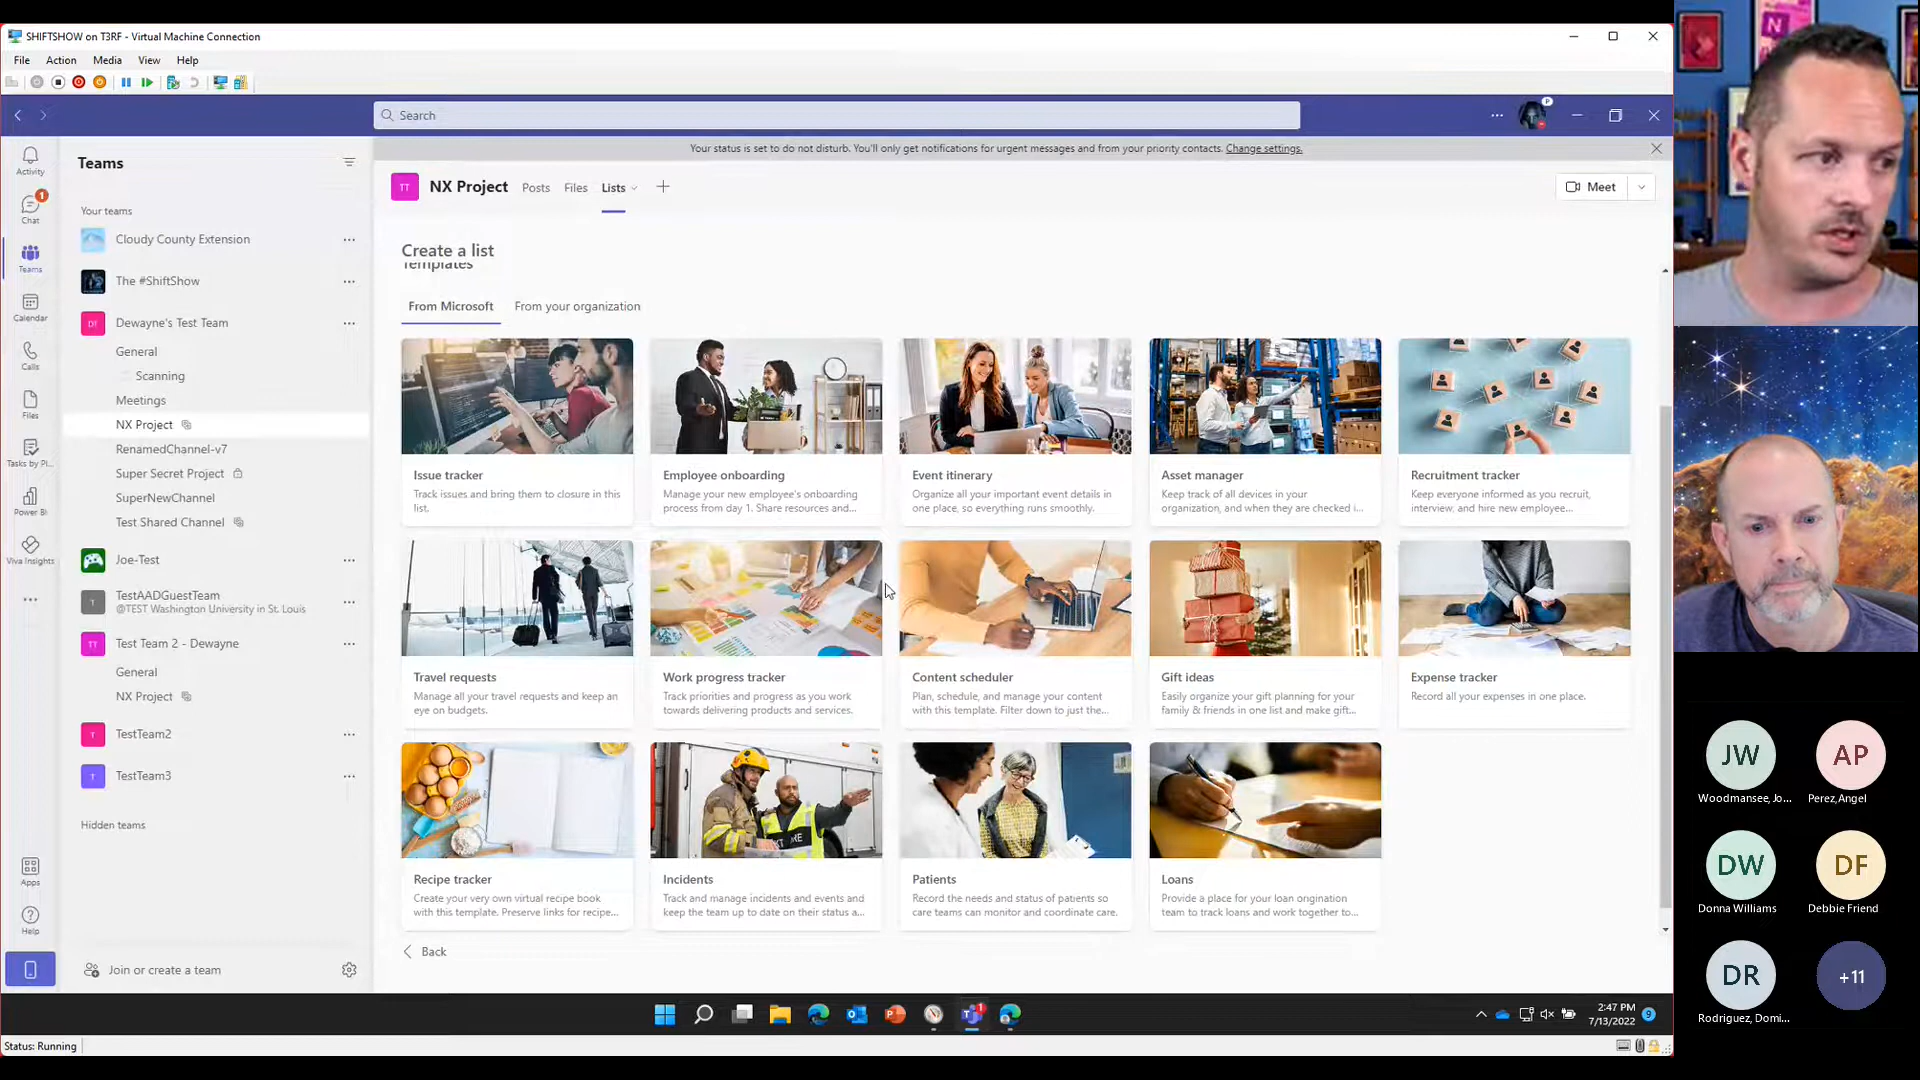 SHIFTSHOW on T3RF - Virtual Machine Connection
File Action Media View Help
Search
Your status is set to do not disturb. You'll only get notifications for urgent messages and from your priority contacts. Change settings.
Activity
Chat
1
Teams
Calendar
Calls
Files
Tasks by Pl...
Power BI
Viva Insights
Apps
Help
Teams
Your teams
Cloudy County Extension
The #ShiftShow
DT Dewayne's Test Team
General
Scanning
Meetings
NX Project
RenamedChannel-v7
Super Secret Project
SuperNewChannel
Test Shared Channel
Joe-Test
T TestAADGuestTeam
@TEST Washington University in St. Louis
TT Test Team 2 - Dewayne
General
NX Project
T TestTeam2
T TestTeam3
Hidden teams
Join or create a team
TT NX Project Posts Files Lists
Meet
Create a list
Templates
From Microsoft From your organization
Issue tracker
Track issues and bring them to closure in this
list.
Employee onboarding
Manage your new employee's onboarding
process from day 1. Share resources and...
Event itinerary
Organize all your important event details in
one place, so everything runs smoothly.
Asset manager
Keep track of all devices in your
organization, and when they are checked i...
Recruitment tracker
Keep everyone informed as you recruit,
interview, and hire new employee...
Travel requests
Manage all your travel requests and keep an
eye on budgets.
Work progress tracker
Track priorities and progress as you work
towards delivering products and services.
Content scheduler
Plan, schedule, and manage your content
with this template. Filter down to just the...
Gift ideas
Easily organize your gift planning for your
family & friends in one list and make gift...
Expense tracker
Record all your expenses in one place.
Recipe tracker
Create your very own virtual recipe book
with this template. Preserve links for recipe...
Incidents
Track and manage incidents and events and
keep the team up to date on their status a...
Patients
Record the needs and status of patients so
care teams can monitor and coordinate care.
Loans
Provide a place for your loan origination
team to track loans and work together to...
Back
2:47 PM
7/13/2022
9
Status: Running
JW
Woodmansee, Jo...
AP
Perez,Angel
DW
Donna Williams
DF
Debbie Friend
DR
Rodriguez, Domi...
+11